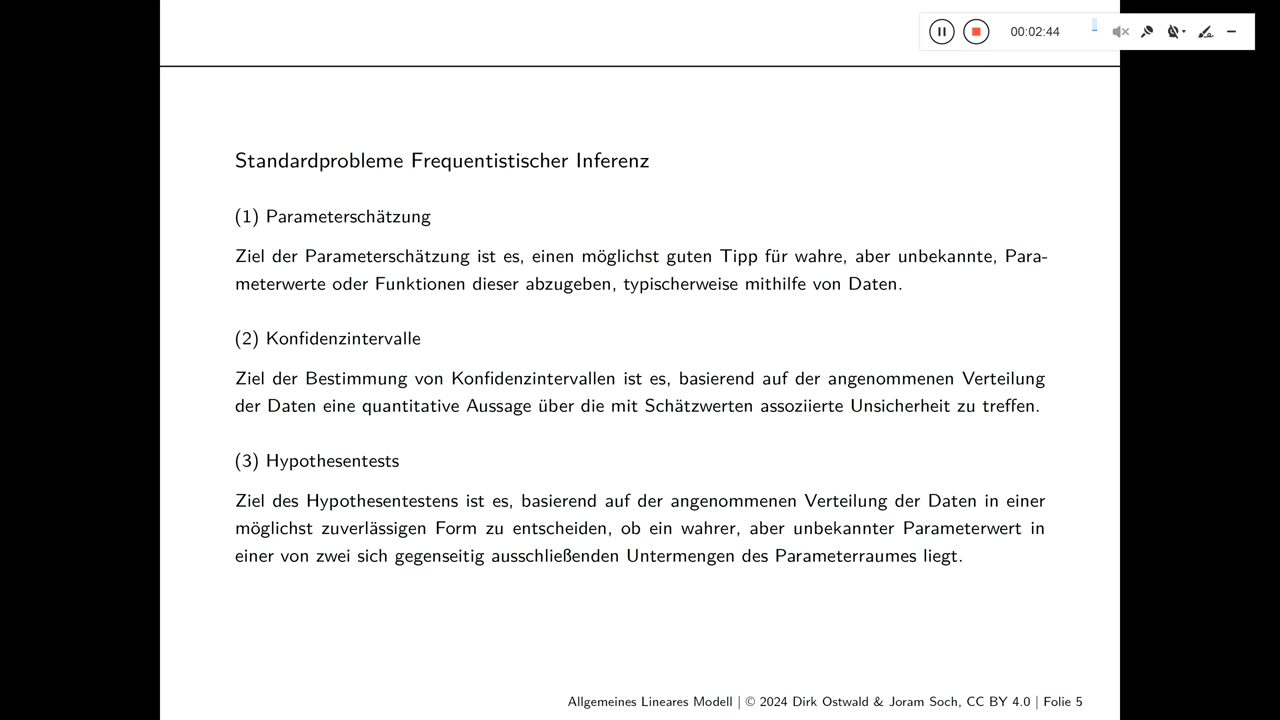 00:02:44
Standardprobleme Frequentistischer Inferenz
(1) Parameterschätzung
Ziel der Parameterschätzung ist es, einen möglichst guten Tipp für wahre, aber unbekannte, Para-
meterwerte oder Funktionen dieser abzugeben, typischerweise mithilfe von Daten.
(2) Konfidenzintervalle
Ziel der Bestimmung von Konfidenzintervallen ist es, basierend auf der angenommenen Verteilung
der Daten eine quantitative Aussage über die mit Schätzwerten assoziierte Unsicherheit zu treffen.
(3) Hypothesentests
Ziel des Hypothesentestens ist es, basierend auf der angenommenen Verteilung der Daten in einer
möglichst zuverlässigen Form zu entscheiden, ob ein wahrer, aber unbekannter Parameterwert in
einer von zwei sich gegenseitig ausschließenden Untermengen des Parameterraumes liegt.
Allgemeines Lineares Modell | © 2024 Dirk Ostwald & Joram Soch, CC BY 4.0 | Folie 5